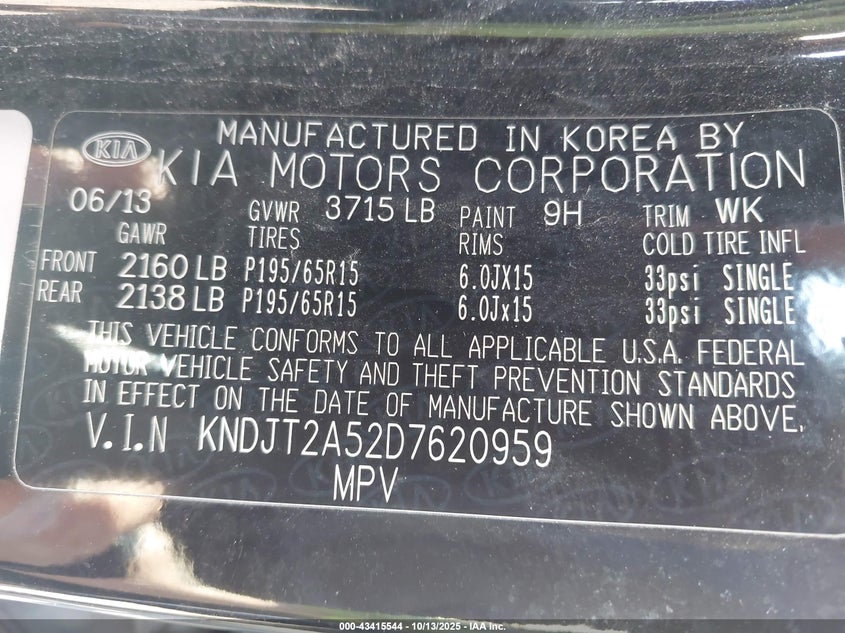 MANUFACTURED IN KOREA BY
KIA KIA MOTORS CORPORATION
06/13 GVWR 3715 LB PAINT 9H TRIM WK
GAWR TIRES RIMS COLD TIRE INFL
FRONT 2160 LB P195/65R15 6.0JX15 33psi SINGLE
REAR 2138 LB P195/65R15 6.0Jx15 33psi SINGLE
THIS VEHICLE CONFORMS TO ALL APPLICABLE U.S.A. FEDERAL
MOTOR VEHICLE SAFETY AND THEFT PREVENTION STANDARDS
IN EFFECT ON THE DATE OF MANUFACTURE SHOWN ABOVE.
V.I.N KNDJT2A52D7620959
MPV
000-43415544 - 10/13/2025 - IAA Inc.